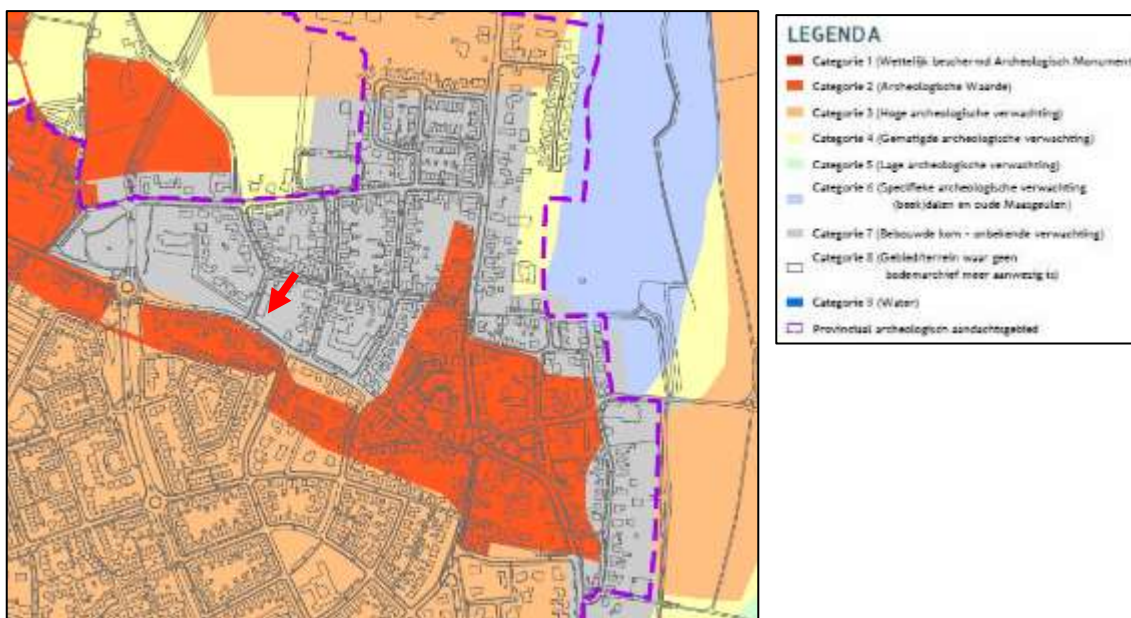 LEGENDA
Categorie 1 (Wettelijk beschermd Archeologisch Monument
Categorie 2 (Archeologische Waarde)
Categorie 3 (Hoge archeologische verwachting)
Categorie 4 (Gematigde archeologische verwachting)
Categorie 5 (Lage archeologische verwachting)
Categorie 6 (Specifieke archeologische verwachting
(beek)dalen en oude Maasgeulen)
Categorie 7 (Bebouwde kom - onbekende verwachting)
Categorie 8 (Gebied/terrein waar geen
bodemarchief meer aanwezig is)
Categorie 9 (Water)
Provinciaal archeologisch aandachtsgebied